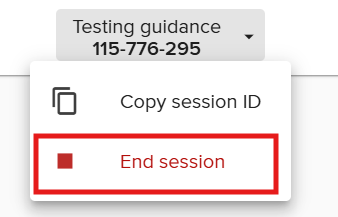 Testing guidance
115-776-295
Copy session ID
End session